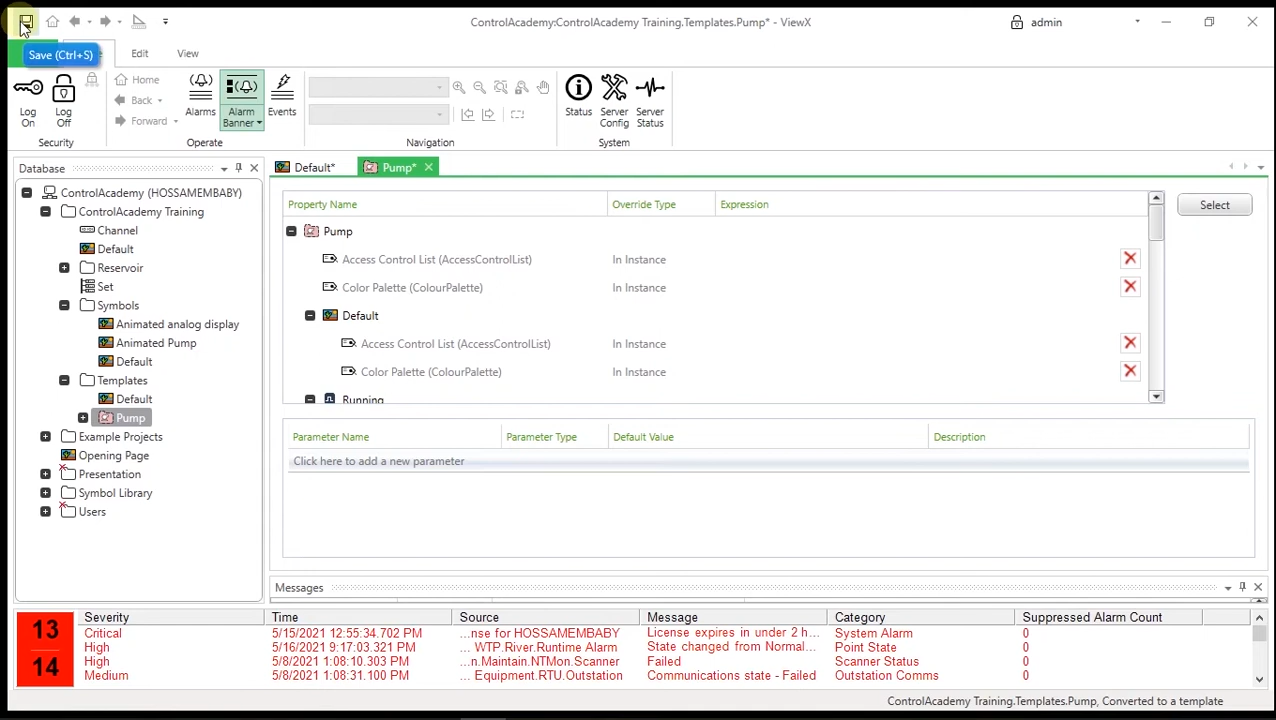 ControlAcademy:ControlAcademy Training.Templates.Pump* - ViewX
admin
Save (Ctrl+S)
Edit
View
Log On
Log Off
Home
Back
Forward
Alarms
Alarm Banner
Events
Status
Server Config
Server Status
Security
Operate
Navigation
System
Database
Default*
Pump*
ControlAcademy (HOSSAMEMBABY)
ControlAcademy Training
Channel
Default
Reservoir
Set
Symbols
Animated analog display
Animated Pump
Default
Templates
Default
Pump
Example Projects
Opening Page
Presentation
Symbol Library
Users
Property Name Override Type Expression
Select
Pump
Access Control List (AccessControlList) In Instance
Color Palette (ColourPalette) In Instance
Default
Access Control List (AccessControlList) In Instance
Color Palette (ColourPalette) In Instance
Running
Parameter Name Parameter Type Default Value Description
Click here to add a new parameter
Messages
13
14
Severity Time Source Message Category Suppressed Alarm Count
Critical 5/15/2021 12:55:34.702 PM ...nse for HOSSAMEMBABY License expires in under 2 h... System Alarm 0
High 5/16/2021 9:17:03.321 PM ... WTP.River.Runtime Alarm State changed from Normal... Point State 0
High 5/8/2021 1:08:10.303 PM ...n.Maintain.NTMon.Scanner Failed Scanner Status 0
Medium 5/8/2021 1:08:31.100 PM ... Equipment.RTU.Outstation Communications state - Failed Outstation Comms 0
ControlAcademy Training.Templates.Pump, Converted to a template